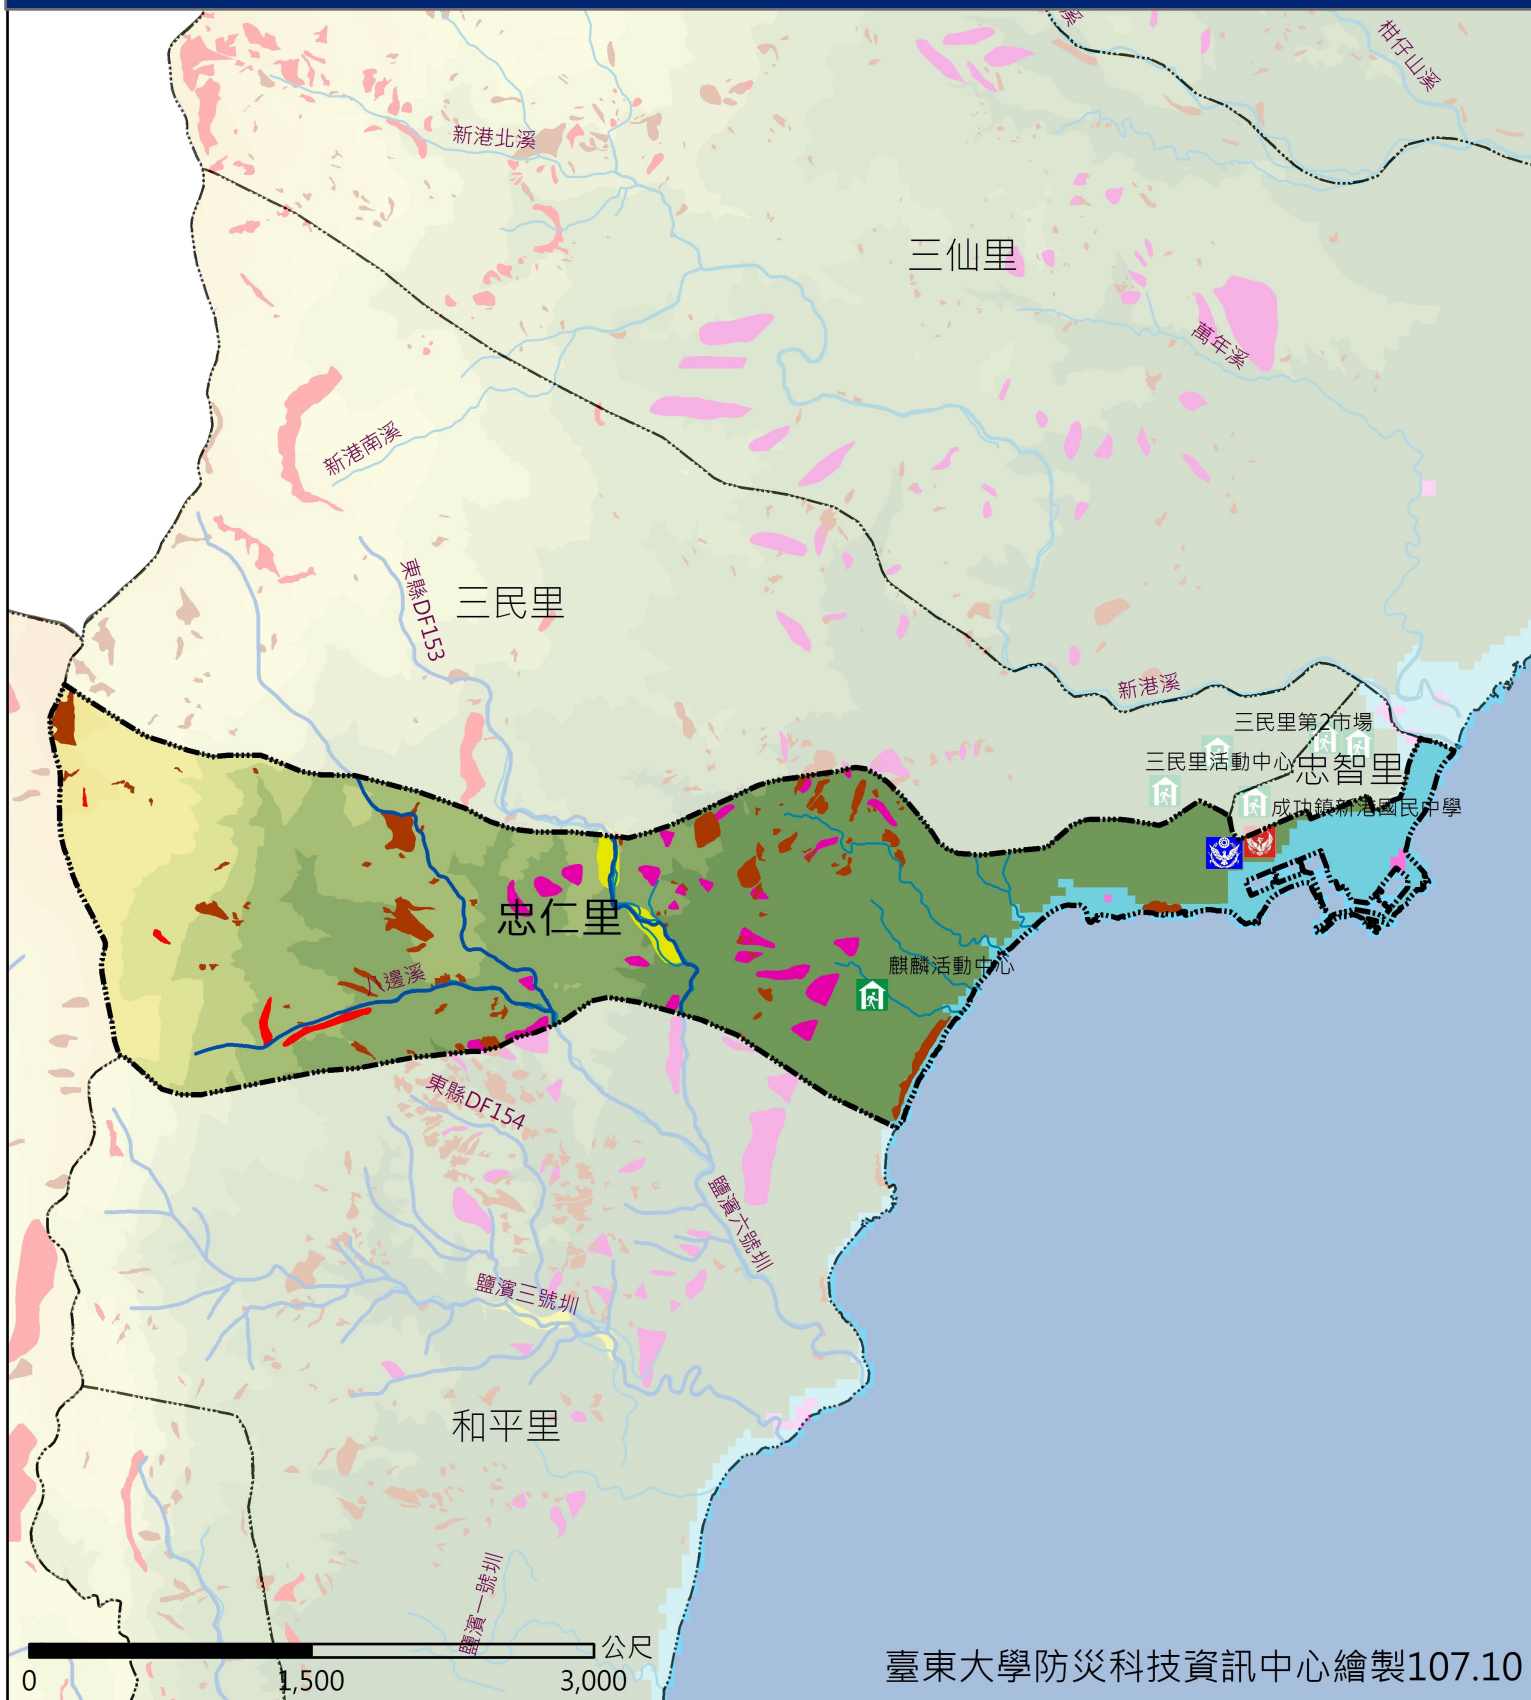 溪
柑仔山溪
新港北溪
三仙里
萬年溪
新港南溪
東縣DF153
三民里
新港溪
三民里第2市場
三民里活動中心
忠智里
成功鎮新港國民中學
忠仁里
麒麟活動中心
八邊溪
東縣DF154
鹽濱六號圳
鹽濱三號圳
和平里
鹽濱一號圳
公尺
0 1,500 3,000
臺東大學防災科技資訊中心繪製107.10